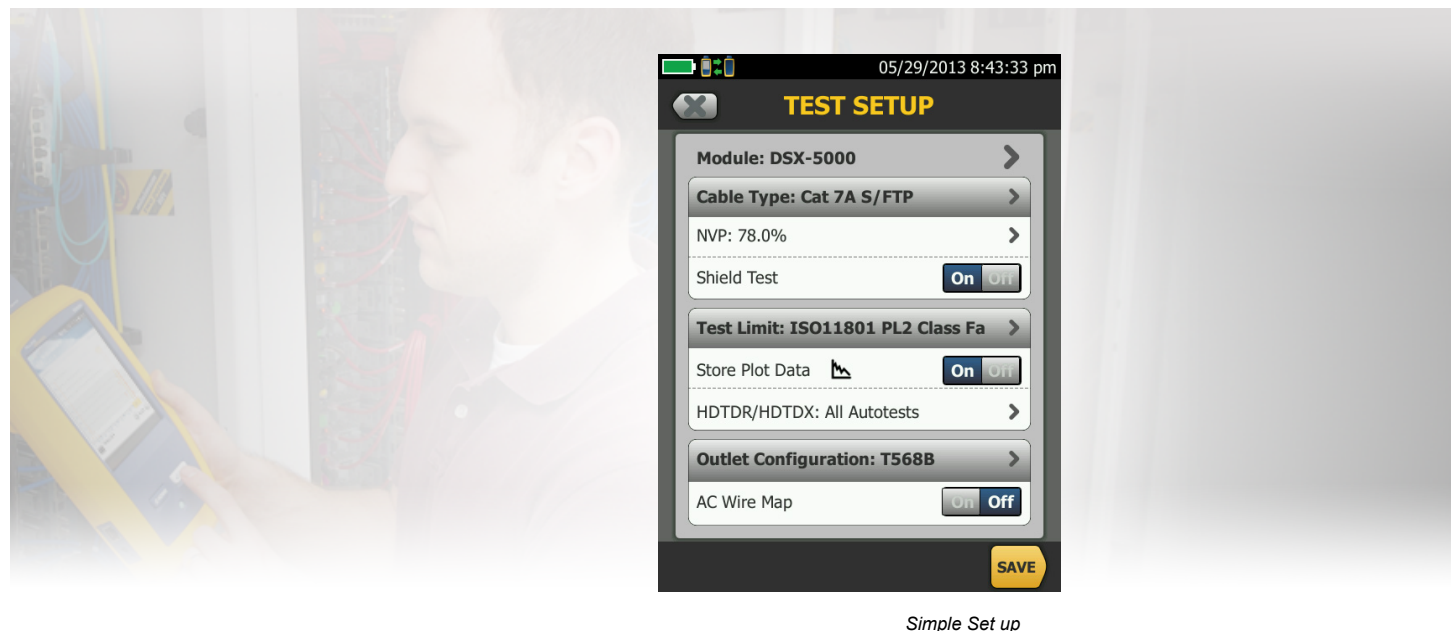 05/29/2013 8:43:33 pm
TEST SETUP
Module: DSX-5000
Cable Type: Cat 7A S/FTP
NVP: 78.0%
Shield Test On Off
Test Limit: ISO11801 PL2 Class Fa
Store Plot Data On Off
HDTDR/HDTDX: All Autotests
Outlet Configuration: T568B
AC Wire Map On Off
SAVE
Simple Set up